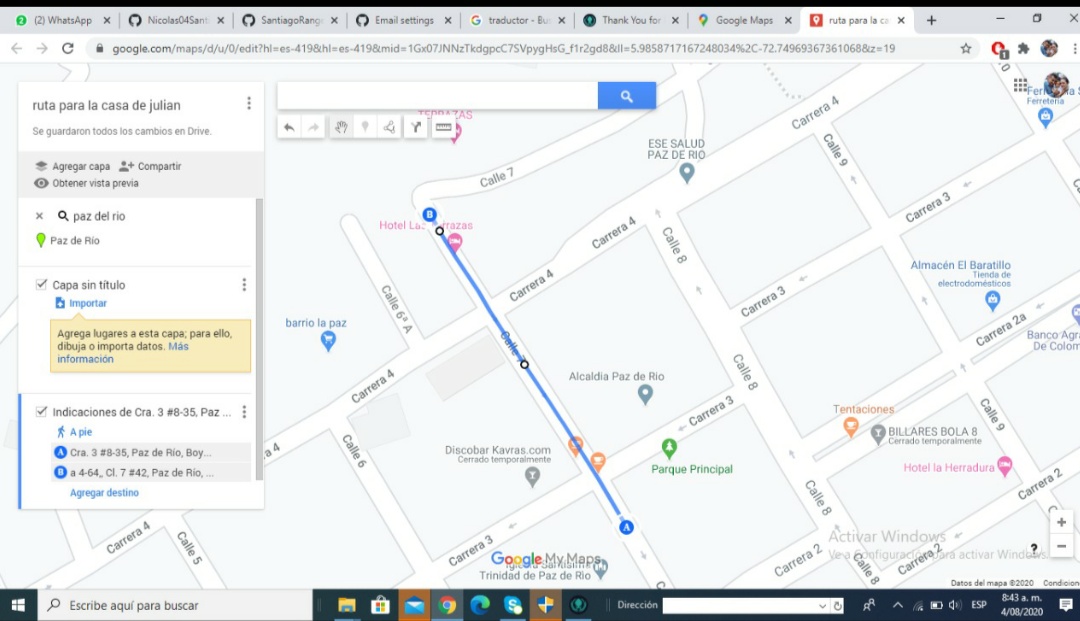 (2) WhatsApp
Nicolas04Sant
SantiagoRange
Email settings
traductor - Bus
Thank You for
Google Maps
ruta para la ca
google.com/maps/d/u/0/edit?hl=es-419&hl=es-419&mid=1Gx07JNNzTkdgpcC7SVpygHsG_f1r2gd8&ll=5.9858717167248034%2C-72.74969367361068&z=19
1
ruta para la casa de julian
Se guardaron todos los cambios en Drive.
Agregar capa
Compartir
Obtener vista previa
paz del rio
Paz de Río
Capa sin título
Importar
Agrega lugares a esta capa; para ello,
dibuja o importa datos. Más
información
Indicaciones de Cra. 3 #8-35, Paz ...
A pie
A Cra. 3 #8-35, Paz de Río, Boy...
B a 4-64,, Cl. 7 #42, Paz de Río, ...
Agregar destino
TERRAZAS
ESE SALUD
PAZ DE RIO
Carrera 4
Calle 9
Ferretería
Calle 7
B
Hotel Las Terrazas
Carrera 4
Calle 8
Carrera 3
Almacén El Baratillo
Tienda de
electrodomésticos
Carrera 4
Calle 6ª A
Carrera 3
barrio la paz
Carrera 2a
Banco Agra
De Colom
Calle 7
Alcaldia Paz de Rio
Calle 8
Carrera 4
Carrera 3
Tentaciones
Calle 9
BILLARES BOLA 8
Cerrado temporalmente
Discobar Kavras.com
Cerrado temporalmente
Parque Principal
Hotel la Herradura
Calle 6
Carrera 2
Calle 8
A
Carrera 4
Calle 5
Carrera 3
Google My Maps
Trinidad de Paz de Rio
Carrera 2
Calle 8
Carrera 2
Activar Windows
Ve a Configuración para activar Windows.
Datos del mapa ©2020
Condicion
Escribe aquí para buscar
Dirección
ESP
8:43 a. m.
4/08/2020